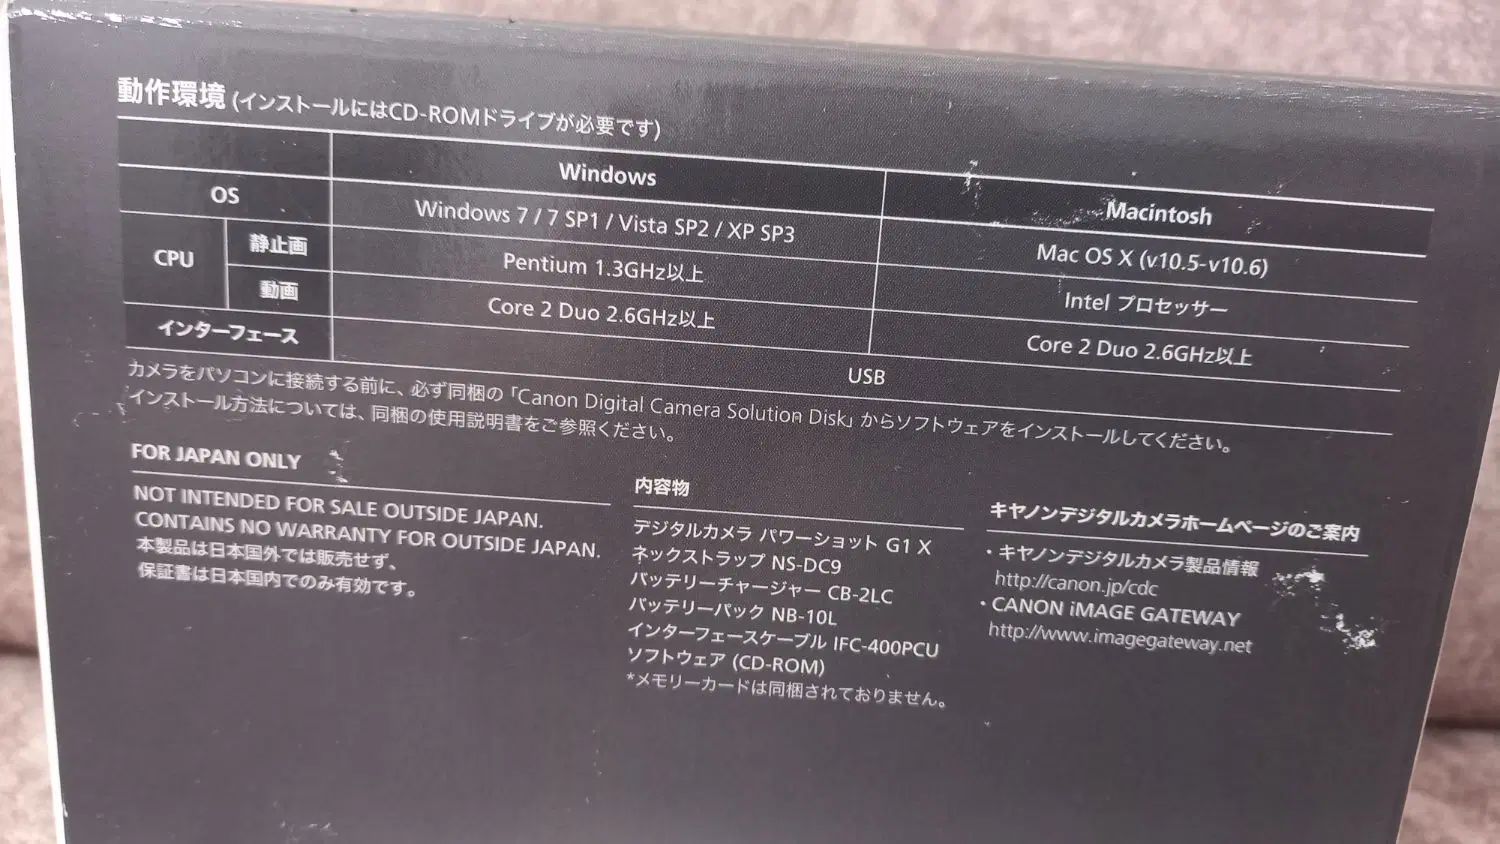 動作環境 (インストールにはCD-ROMドライブが必要です)
Windows Macintosh
OS Windows 7 / 7 SP1 / Vista SP2 / XP SP3 Mac OS X (v10.5-v10.6)
CPU 静止画 Pentium 1.3GHz以上 Intel プロセッサー
動画 Core 2 Duo 2.6GHz以上 Core 2 Duo 2.6GHz以上
インターフェース USB
カメラをパソコンに接続する前に、必ず同梱の「Canon Digital Camera Solution Disk」からソフトウェアをインストールしてください。
インストール方法については、同梱の使用説明書をご参照ください。
FOR JAPAN ONLY
NOT INTENDED FOR SALE OUTSIDE JAPAN.
CONTAINS NO WARRANTY FOR OUTSIDE JAPAN.
本製品は日本国外では販売せず、
保証書は日本国内でのみ有効です。
内容物
デジタルカメラ パワーショット G1 X
ネックストラップ NS-DC9
バッテリーチャージャー CB-2LC
バッテリーパック NB-10L
インターフェースケーブル IFC-400PCU
ソフトウェア (CD-ROM)
*メモリーカードは同梱されておりません。
キヤノンデジタルカメラホームページのご案内
・キヤノンデジタルカメラ製品情報
http://canon.jp/cdc
・CANON iMAGE GATEWAY
http://www.imagegateway.net